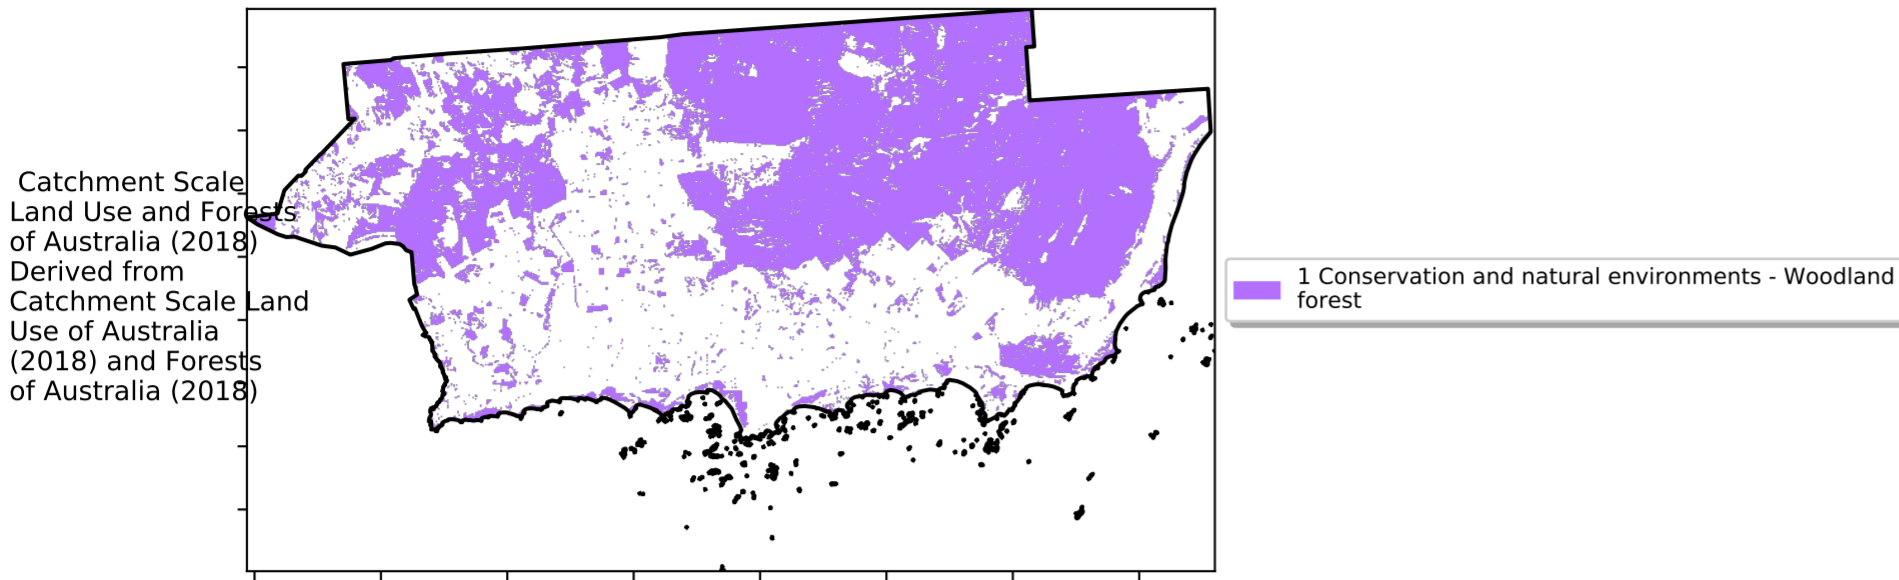 Catchment Scale
Land Use and Forests
of Australia (2018)
Derived from
Catchment Scale Land
Use of Australia
(2018) and Forests
of Australia (2018)
1 Conservation and natural environments - Woodland
forest